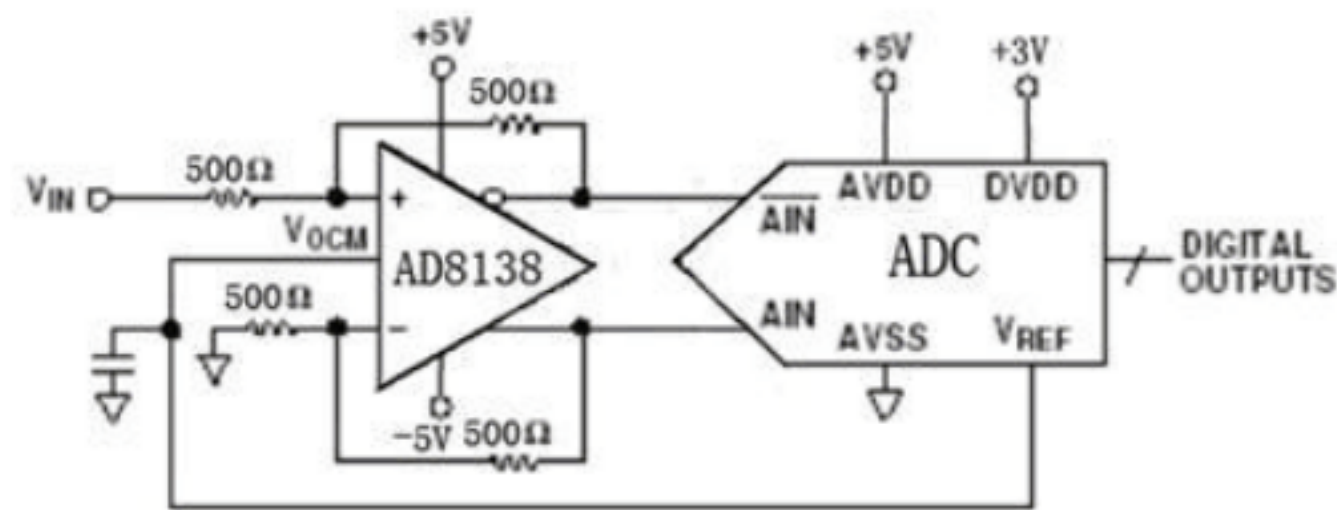 +5V
+5V
+3V
500Ω
500Ω
VIN
+
AIN
AVDD
DVDD
VOCM
AD8138
ADC
DIGITAL
OUTPUTS
500Ω
−
AIN
AVSS
VREF
−5V
500Ω